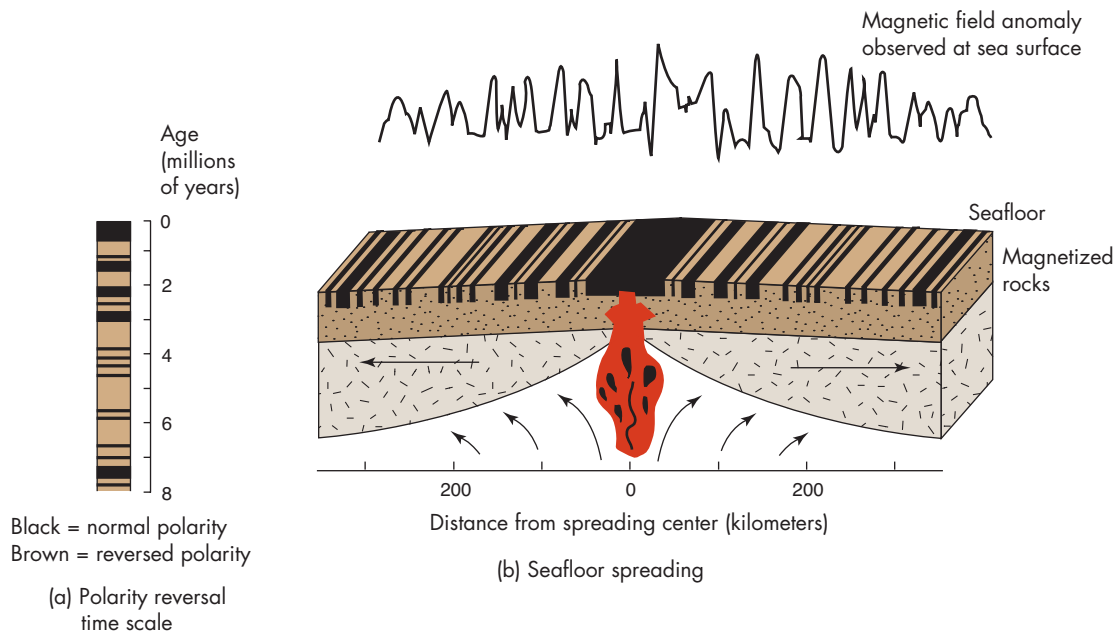 Magnetic field anomaly
observed at sea surface
Age
(millions
of years)
0
2
4
6
8
Black = normal polarity
Brown = reversed polarity
(a) Polarity reversal
time scale
Seafloor
Magnetized
rocks
200 0 200
Distance from spreading center (kilometers)
(b) Seafloor spreading